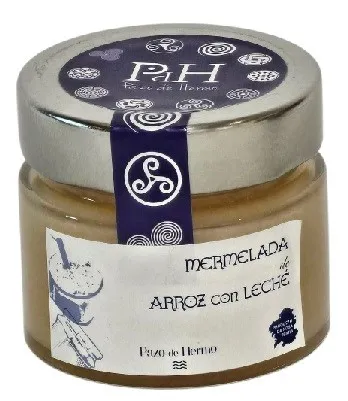 PdH
Pazo de Hermo
MERMELADA
de
ARROZ con LECHE
Pazo de Hermo